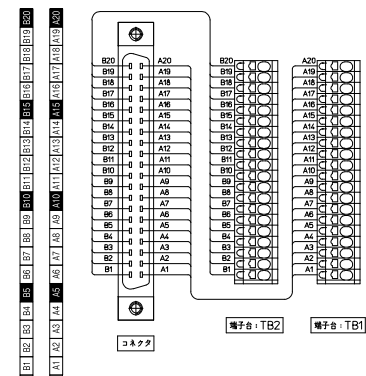 B20 B19 B18 B17 B16 B15 B14 B13 B12 B11 B10 B9 B8 B7 B6 B5 B4 B3 B2 B1
A20 A19 A18 A17 A16 A15 A14 A13 A12 A11 A10 A9 A8 A7 A6 A5 A4 A3 A2 A1
B20 A20 B20 A20
B19 A19 B19 A19
B18 A18 B18 A18
B17 A17 B17 A17
B16 A16 B16 A16
B15 A15 B15 A15
B14 A14 B14 A14
B13 A13 B13 A13
B12 A12 B12 A12
B11 A11 B11 A11
B10 A10 B10 A10
B9 A9 B9 A9
B8 A8 B8 A8
B7 A7 B7 A7
B6 A6 B6 A6
B5 A5 B5 A5
B4 A4 B4 A4
B3 A3 B3 A3
B2 A2 B2 A2
B1 A1 B1 A1
コネクタ
端子台:TB2
端子台:TB1